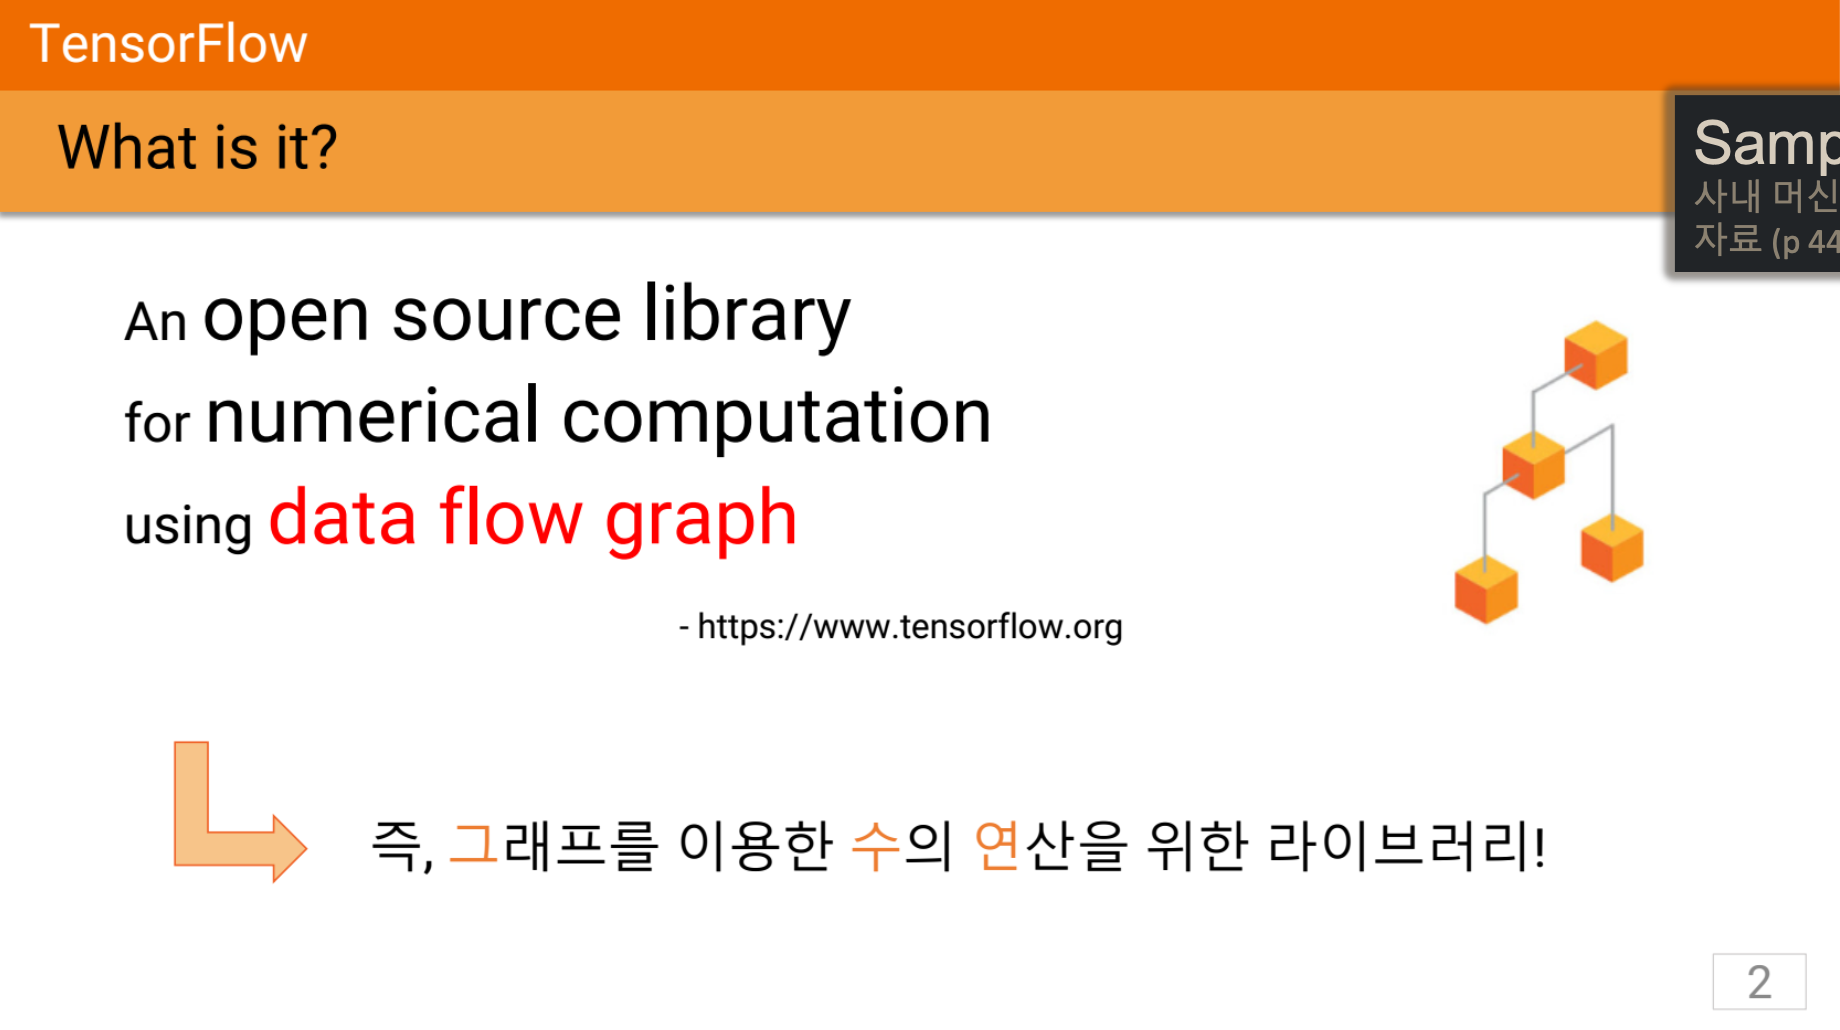 TensorFlow
What is it?
사내 머신
자료 (p 44
An open source library
for numerical computation
using data flow graph
- https://www.tensorflow.org
즉, 그래프를 이용한 수의 연산을 위한 라이브러리!
2